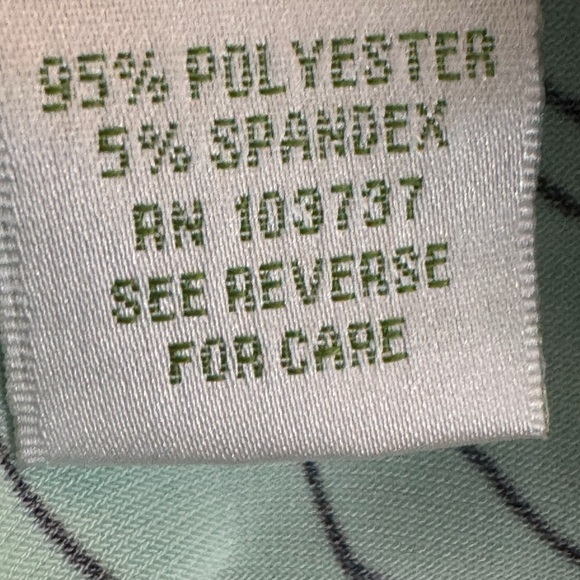 95% POLYESTER
5% SPANDEX
RN 103737
SEE REVERSE
FOR CARE